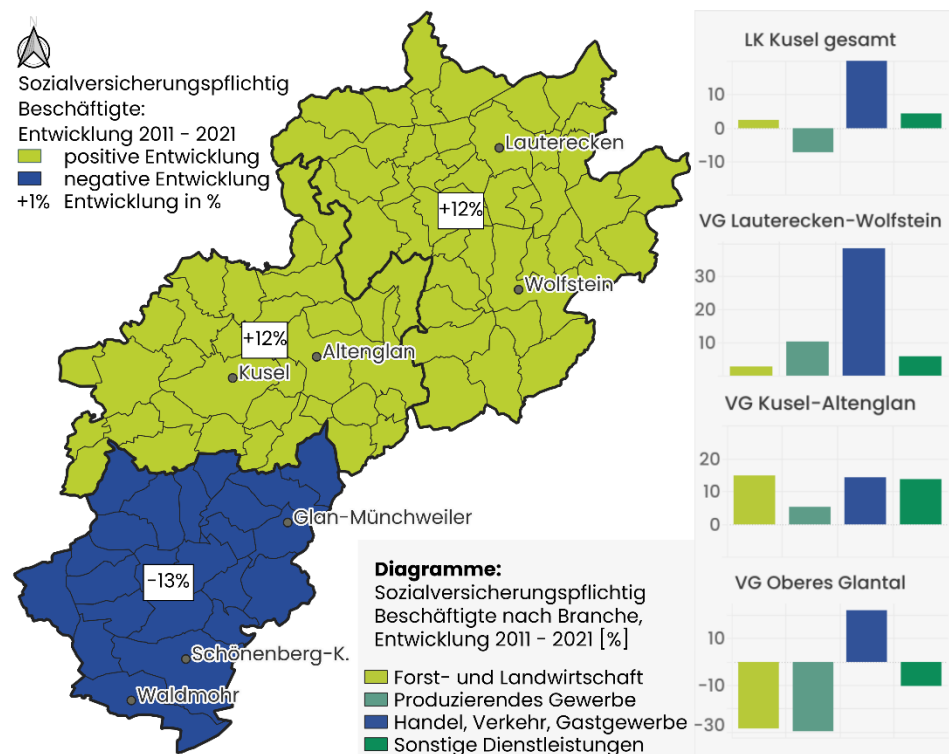 N
Sozialversicherungspflichtig
Beschäftigte:
Entwicklung 2011 - 2021
positive Entwicklung
negative Entwicklung
+1% Entwicklung in %
Lauterecken
+12%
Wolfstein
+12%
Altenglan
Kusel
Glan-Münchweiler
-13%
Schönenberg-K.
Waldmohr
Diagramme:
Sozialversicherungspflichtig
Beschäftigte nach Branche,
Entwicklung 2011 - 2021 [%]
Forst- und Landwirtschaft
Produzierendes Gewerbe
Handel, Verkehr, Gastgewerbe
Sonstige Dienstleistungen
LK Kusel gesamt
10
0
-10
VG Lauterecken-Wolfstein
30
20
10
VG Kusel-Altenglan
20
10
0
VG Oberes Glantal
10
-10
-30